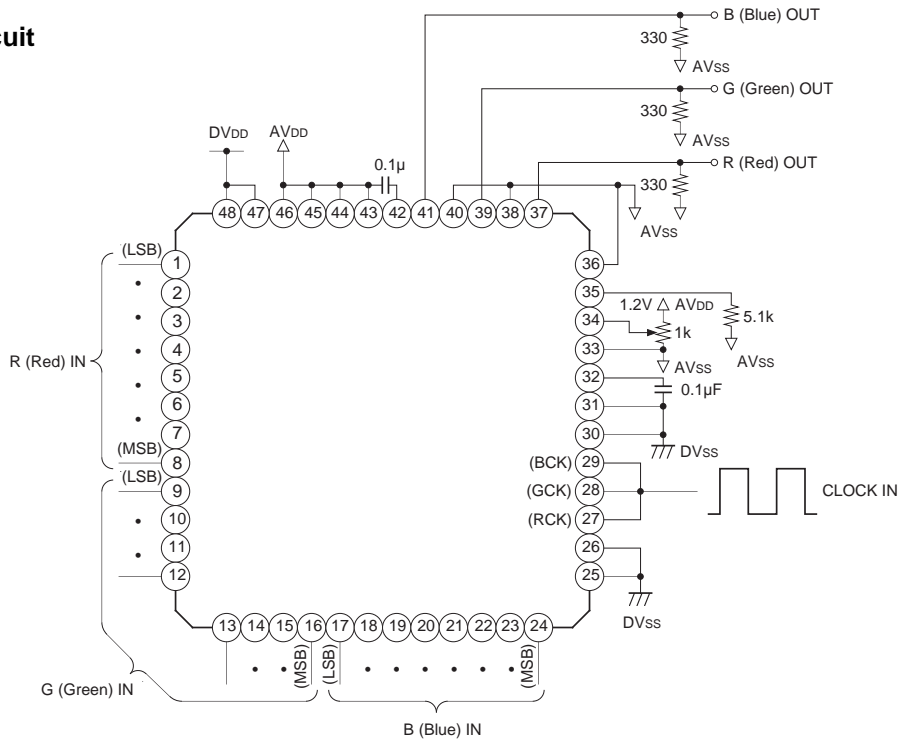 cuit
B (Blue) OUT
330
AVss
G (Green) OUT
330
AVss
R (Red) OUT
330
AVss
DVDD
AVDD
0.1µ
48 47 46 45 44 43 42 41 40 39 38 37
(LSB)
1
2
3
4
5
6
7
(MSB)
8
(LSB)
9
10
11
12
R (Red) IN
36
35
34
33
32
31
30
(BCK) 29
(GCK) 28
(RCK) 27
26
25
1.2V AVDD
1k
AVss
5.1k
AVss
0.1µF
DVss
CLOCK IN
DVss
13 14 15 16 17 18 19 20 21 22 23 24
(MSB)
(LSB)
(MSB)
G (Green) IN
B (Blue) IN